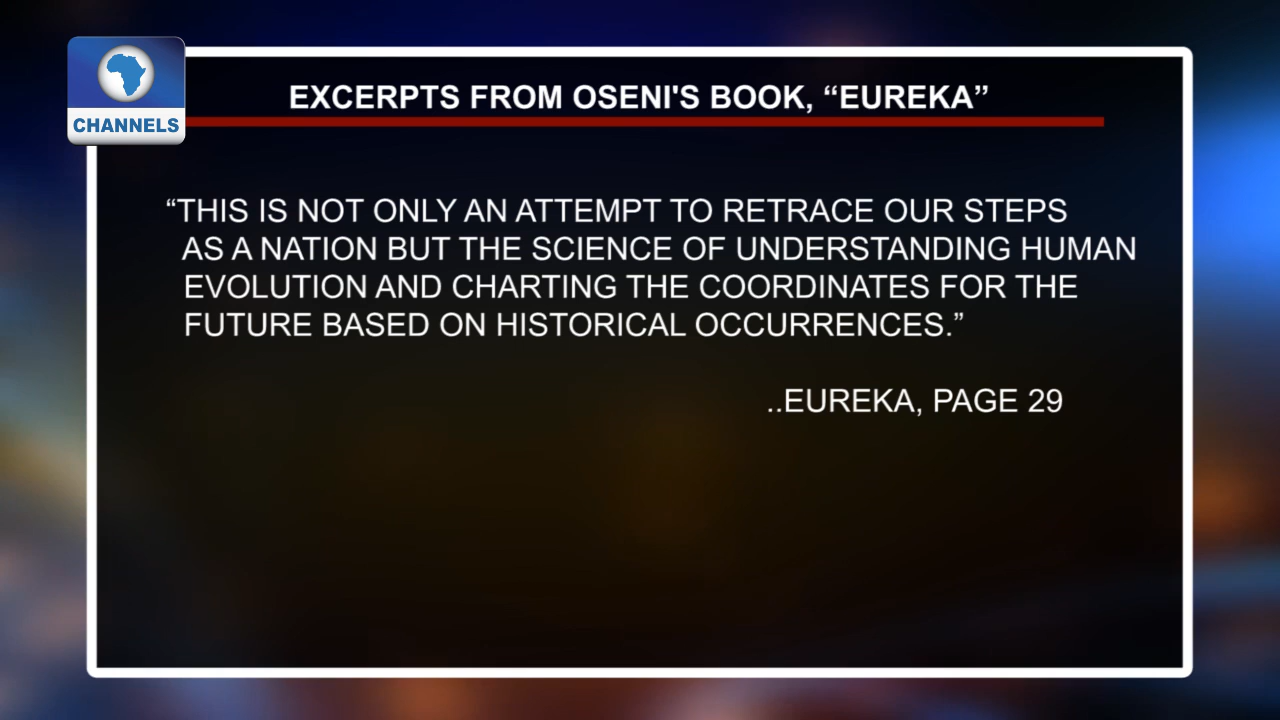 CHANNELS
EXCERPTS FROM OSENI'S BOOK, “EUREKA”
“THIS IS NOT ONLY AN ATTEMPT TO RETRACE OUR STEPS
AS A NATION BUT THE SCIENCE OF UNDERSTANDING HUMAN
EVOLUTION AND CHARTING THE COORDINATES FOR THE
FUTURE BASED ON HISTORICAL OCCURRENCES.”
..EUREKA, PAGE 29